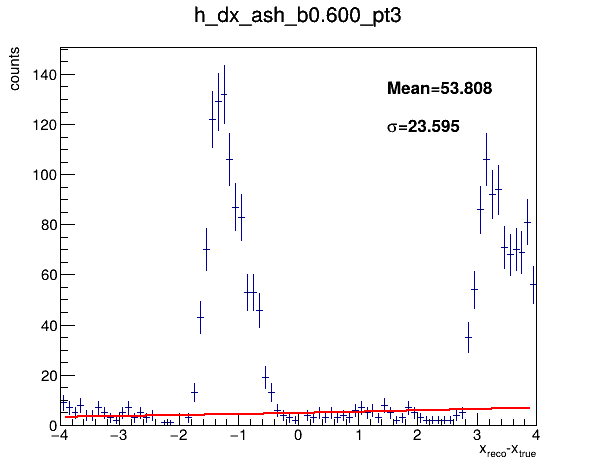 h_dx_ash_b0.600_pt3
counts
Mean=53.808
σ=23.595
140
120
100
80
60
40
20
0
−4 −3 −2 −1 0 1 2 3 4
x_reco-x_true